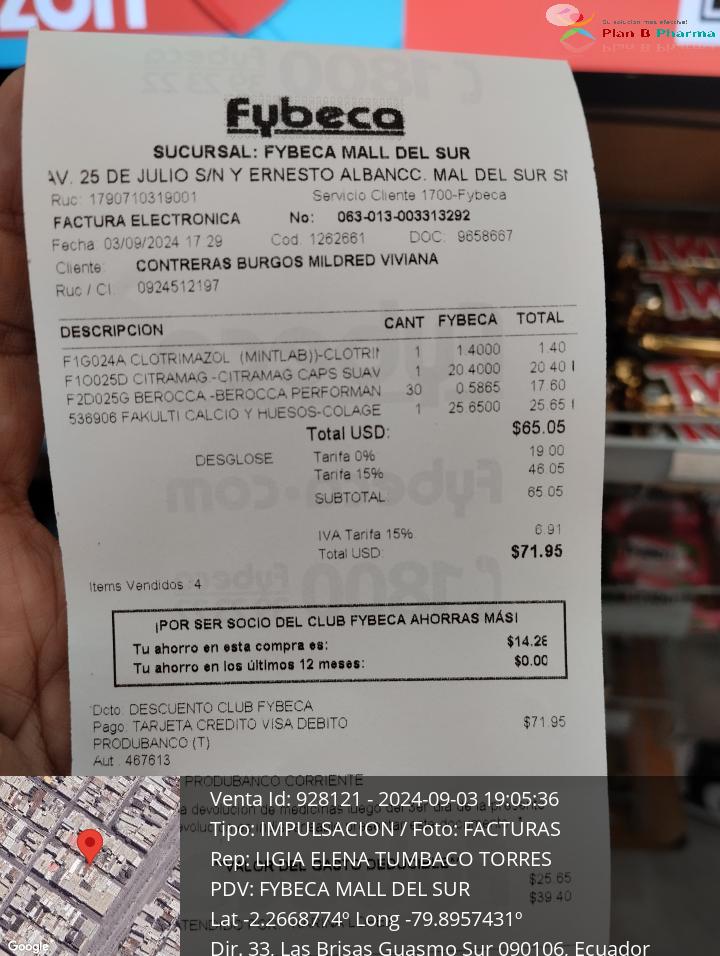 Su solución mas efectiva!
Plan B Pharma
Fybeca
SUCURSAL: FYBECA MALL DEL SUR
AV. 25 DE JULIO S/N Y ERNESTO ALBANCC. MAL DEL SUR
Ruc: 1790710319001 Servicio Cliente 1700-Fybeca
FACTURA ELECTRONICA No: 063-013-003313292
Fecha 03/09/2024 17:29 Cod. 1262661 DOC: 9658667
Cliente: CONTRERAS BURGOS MILDRED VIVIANA
Ruc / CI. 0924512197
DESCRIPCION CANT FYBECA TOTAL
F1G024A CLOTRIMAZOL (MINTLAB))-CLOTRI 1 1.4000 1.40
F1O025D CITRAMAG.-CITRAMAG CAPS SUAV 1 20.4000 20.40 I
F2D025G BEROCCA -BEROCCA PERFORMAN 30 0.5865 17.60
536906 FAKULTI CALCIO Y HUESOS-COLAGE 1 25.6500 25.65 I
Total USD: $65.05
DESGLOSE Tarifa 0% 19.00
Tarifa 15% 46.05
SUBTOTAL: 65.05
IVA Tarifa 15% 6.91
Total USD: $71.95
Items Vendidos :4
¡POR SER SOCIO DEL CLUB FYBECA AHORRAS MÁS!
Tu ahorro en esta compra es: $14.28
Tu ahorro en los últimos 12 meses: $0.00
*Dcto. DESCUENTO CLUB FYBECA
Pago: TARJETA CREDITO VISA DEBITO $71.95
PRODUBANCO (T)
Aut.: 467613
PRODUBANCO CORRIENTE
Venta Id: 928121 - 2024-09-03 19:05:36
Tipo: IMPULSACION / Foto: FACTURAS
Rep: LIGIA ELENA TUMBACO TORRES
VALOR DEL GASTO DEDUCIBLE
$25.65
PDV: FYBECA MALL DEL SUR
$39.40
Lat -2.2668774º Long -79.8957431º
Dir. 33, Las Brisas Guasmo Sur 090106, Ecuador
Google